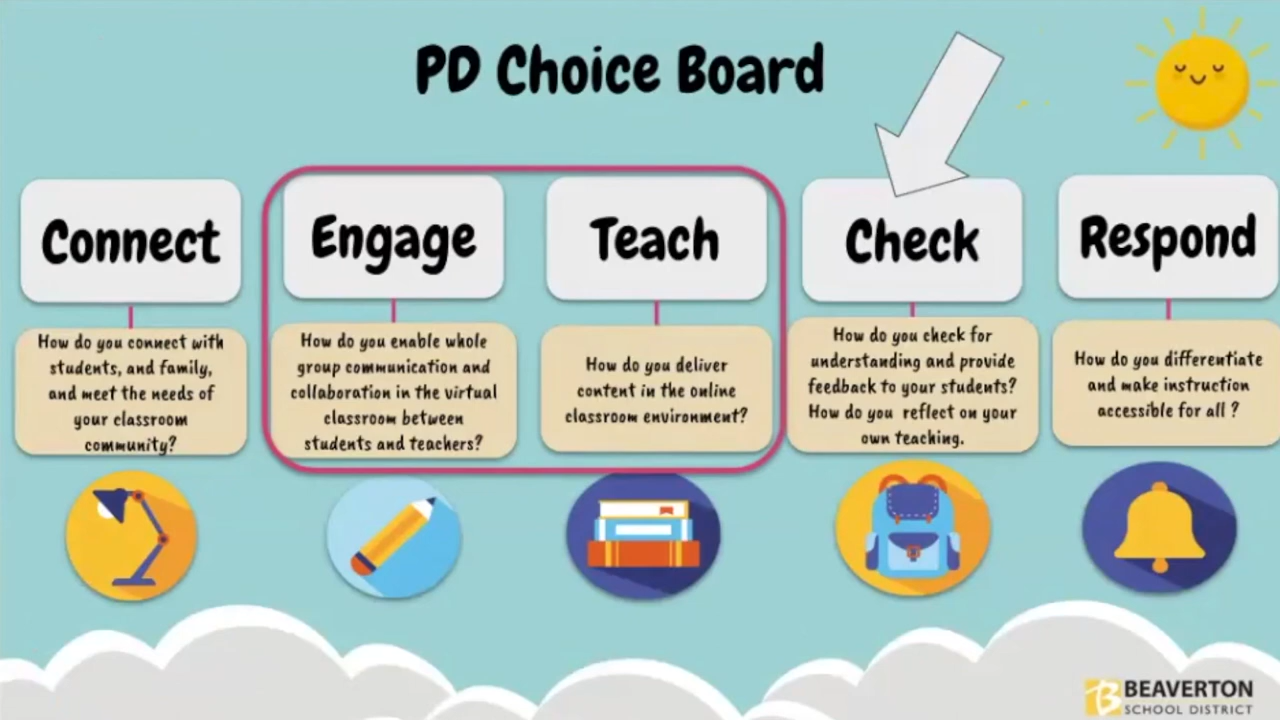 PD Choice Board
Connect
How do you connect with
students, and family,
and meet the needs of
your classroom
community?
Engage
How do you enable whole
group communication and
collaboration in the virtual
classroom between
students and teachers?
Teach
How do you deliver
content in the online
classroom environment?
Check
How do you check for
understanding and provide
feedback to your students?
How do you reflect on your
own teaching.
Respond
How do you differentiate
and make instruction
accessible for all ?
B BEAVERTON
SCHOOL DISTRICT